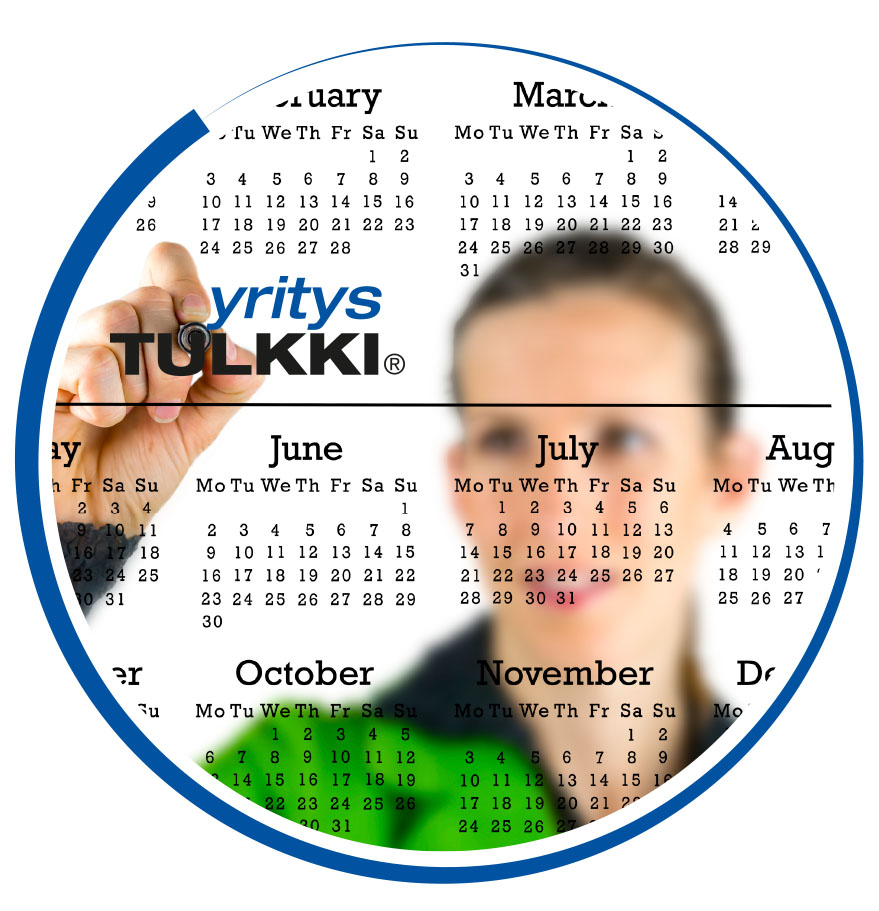 March
Tu We Th Fr Sa Su
Mo Tu We Th Fr Sa
1 2
1 2
3 4 5 6 7 8 9
3 4 5 6 7 8 9
9
10 11 12 13 14 15 16
10 11 12 13 14 15 16
14
26
17 18 19 20 21 22 23
17 18 19 20 21 22 23
21
24 25 26 27 28
24 25 26 27 28 29 30
28 29
31
yritys
TULKKI®
ay
June
July
Aug
Fr Sa Su
Mo Tu We Th Fr Sa Su
Mo Tu We Th Fr Sa Su
Mo Tu We Th
2 3 4
1
1 2 3 4 5 6
9 10 11
2 3 4 5 6 7 8
7 8 9 10 11 12 13
4 5 6 7
16 17 18
9 10 11 12 13 14 15
14 15 16 17 18 19 20
11 12 13 1
23 24 25
16 17 18 19 20 21 22
21 22 23 24 25 26 27
18 19 20
30 31
23 24 25 26 27 28 29
28 29 30 31
25 26 27
30
er
October
November
De
Su
Mo Tu We Th Fr Sa Su
Mo Tu We Th Fr Sa Su
Mo
1 2 3 4 5
1 2
6 7 8 9 10 11 12
3 4 5 6 7 8 9
14 15 16 17 18 19
10 11 12 13 14 15 16
22 23 24 25 26
17 18 19 20 21
30 31
24 25 26 27